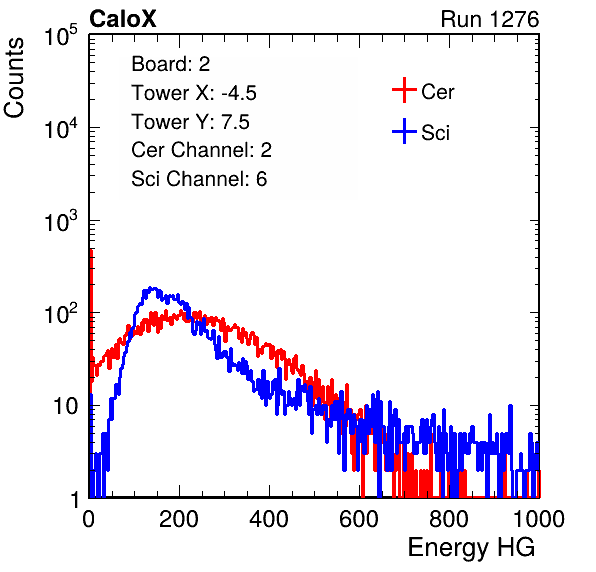 CaloX Run 1276
Counts
10^5
10^4
10^3
10^2
10
1
Board: 2
Tower X: -4.5
Tower Y: 7.5
Cer Channel: 2
Sci Channel: 6
Cer
Sci
0 200 400 600 800 1000
Energy HG